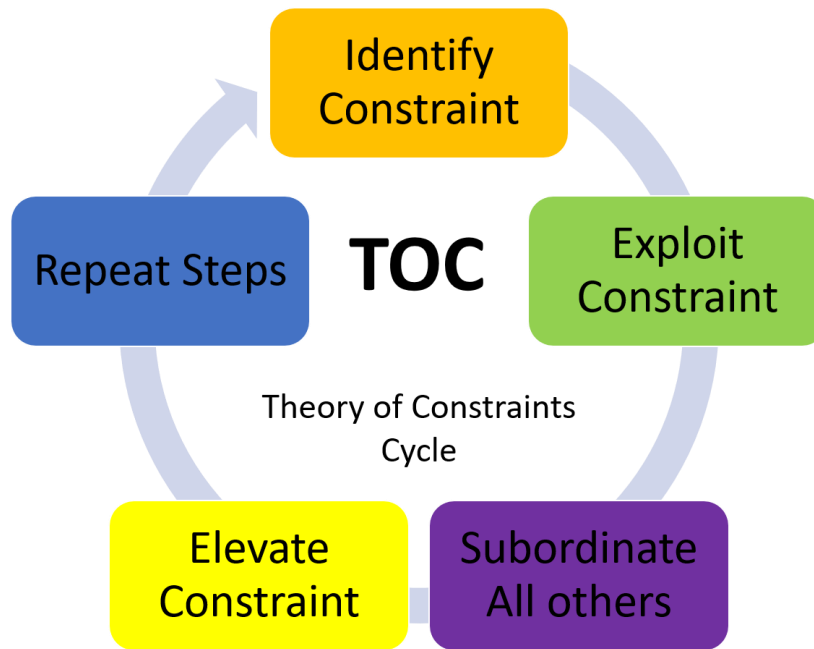 Identify
Constraint
Exploit
Constraint
Subordinate
All others
Elevate
Constraint
Repeat Steps
TOC
Theory of Constraints
Cycle